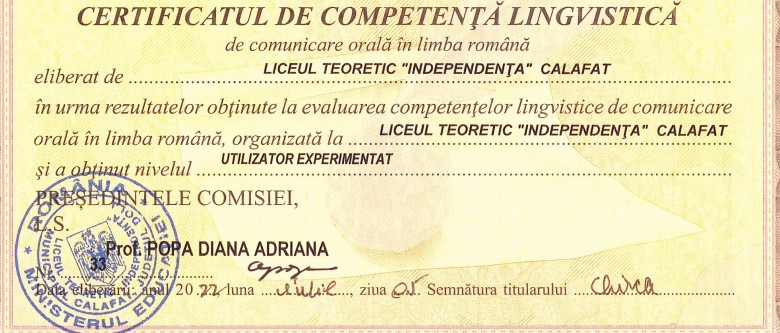 CERTIFICATUL DE COMPETENŢĂ LINGVISTICĂ
de comunicare orală în limba română
eliberat de LICEUL TEORETIC "INDEPENDENŢA" CALAFAT
în urma rezultatelor obţinute la evaluarea competenţelor lingvistice de comunicare
orală în limba română, organizată la LICEUL TEORETIC "INDEPENDENŢA" CALAFAT
şi a obţinut nivelul UTILIZATOR EXPERIMENTAT
PREŞEDINTELE COMISIEI,
L.S.
Prof. POPA DIANA ADRIANA
Nr. 33
Data eliberării: anul 20 22 luna iulie, ziua 05 Semnătura titularului
ROMÂNIA
MINISTERUL EDUCAŢIEI
MUNICIPIUL CALAFAT JUDEŢUL DOLJ
LICEUL TEORETIC INDEPENDENŢA